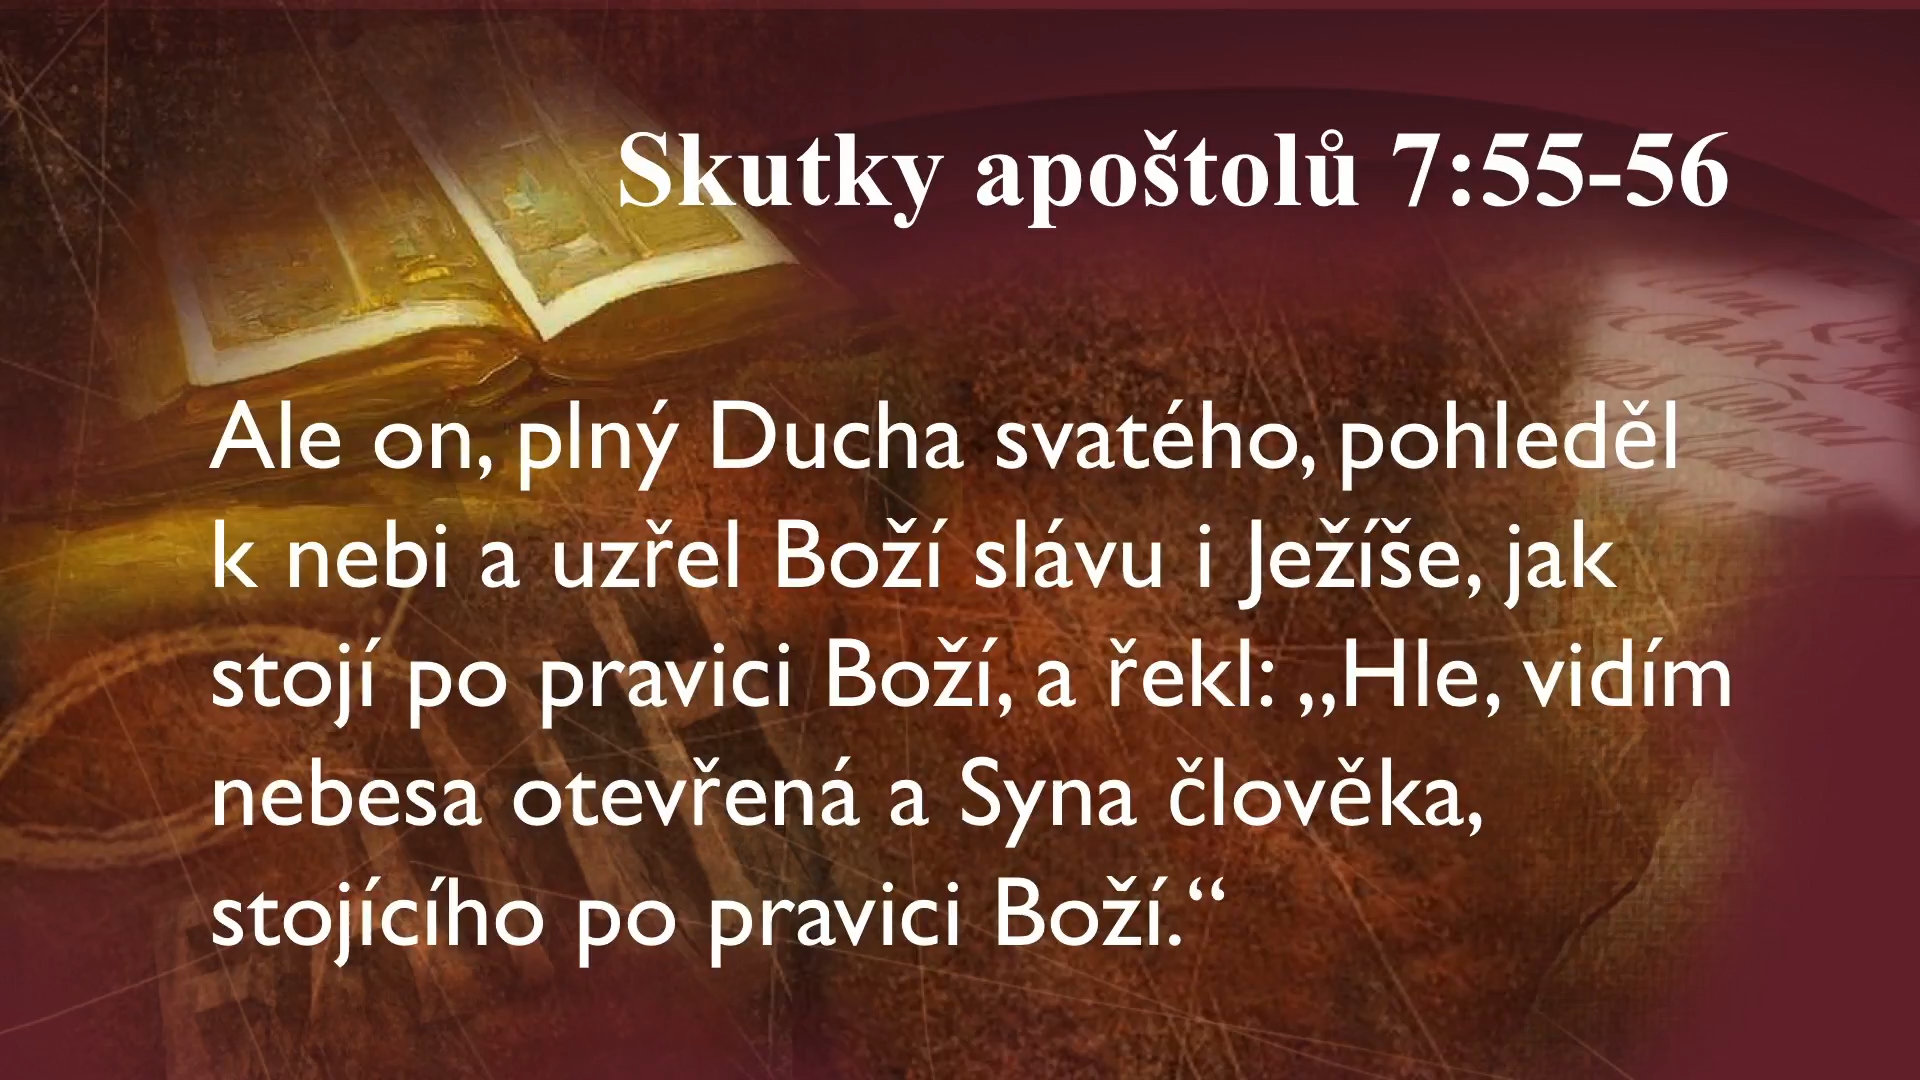 Skutky apoštolů 7:55-56
Ale on, plný Ducha svatého, pohleděl
k nebi a uzřel Boží slávu i Ježíše, jak
stojí po pravici Boží, a řekl: „Hle, vidím
nebesa otevřená a Syna člověka,
stojícího po pravici Boží.“